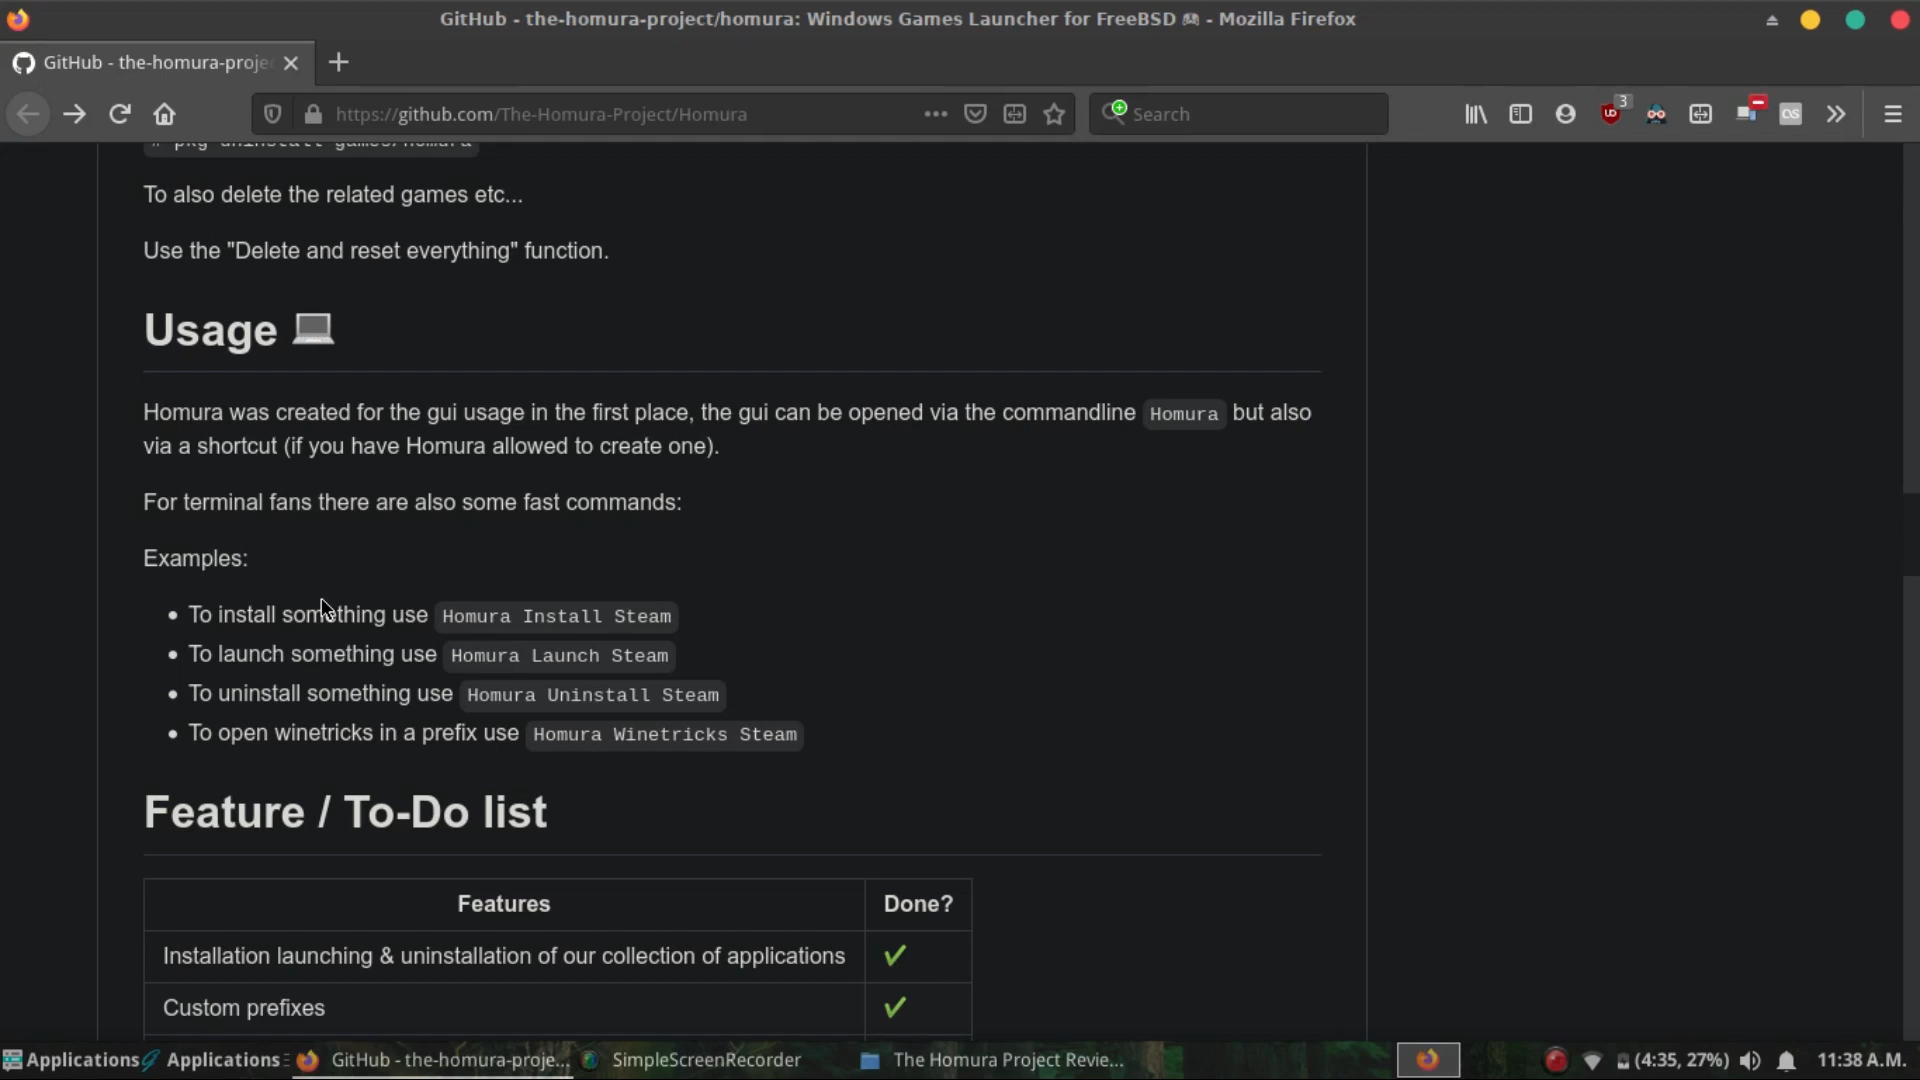 GitHub - the-homura-project/homura: Windows Games Launcher for FreeBSD 🎮 - Mozilla Firefox
GitHub - the-homura-proje
https://github.com/The-Homura-Project/Homura
Search
3
# pkg uninstall games/homura
To also delete the related games etc...
Use the "Delete and reset everything" function.
Usage 💻
Homura was created for the gui usage in the first place, the gui can be opened via the commandline Homura but also
via a shortcut (if you have Homura allowed to create one).
For terminal fans there are also some fast commands:
Examples:
• To install something use Homura Install Steam
• To launch something use Homura Launch Steam
• To uninstall something use Homura Uninstall Steam
• To open winetricks in a prefix use Homura Winetricks Steam
Feature / To-Do list
Features Done?
Installation launching & uninstallation of our collection of applications ✔
Custom prefixes ✔
Applications Applications GitHub - the-homura-proje... SimpleScreenRecorder The Homura Project Revie... (4:35, 27%) 11:38 A.M.